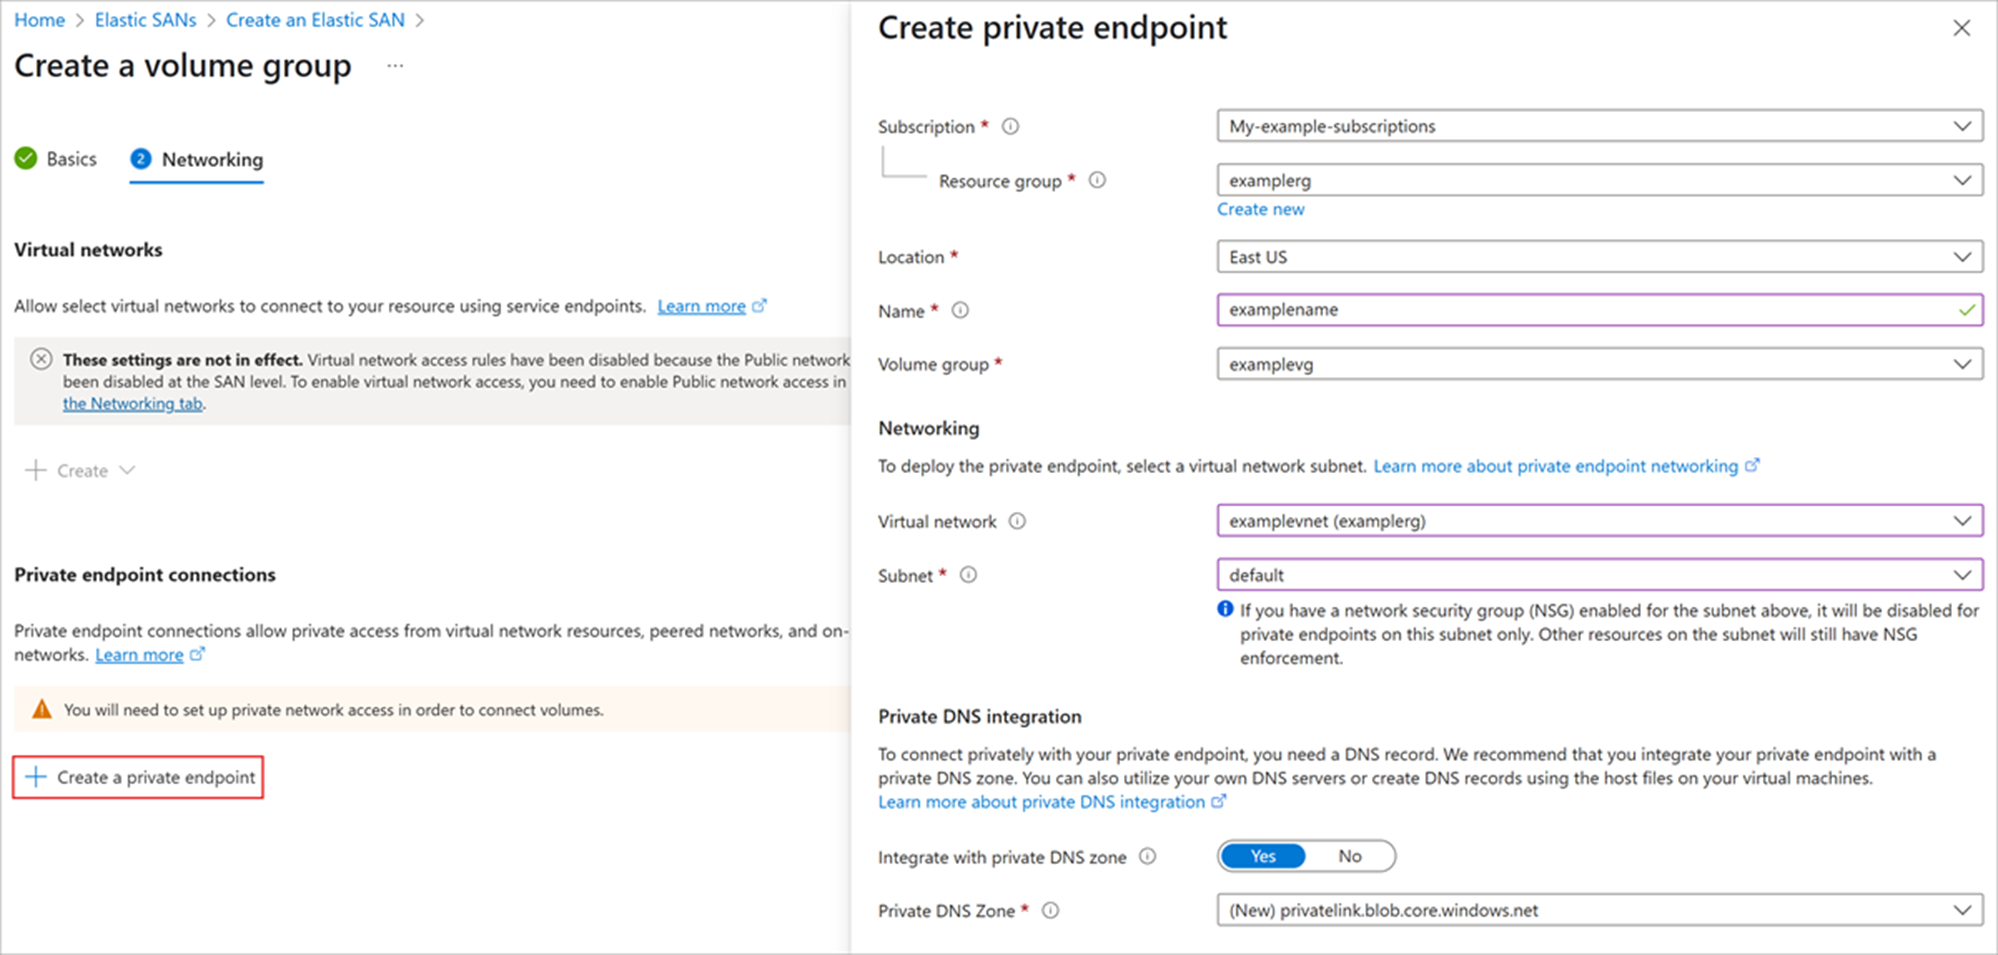 Home > Elastic SANs > Create an Elastic SAN >
Create a volume group ...
Basics
2 Networking
Virtual networks
Allow select virtual networks to connect to your resource using service endpoints. Learn more
These settings are not in effect. Virtual network access rules have been disabled because the Public network
been disabled at the SAN level. To enable virtual network access, you need to enable Public network access in
the Networking tab.
Create
Private endpoint connections
Private endpoint connections allow private access from virtual network resources, peered networks, and on-
networks. Learn more
You will need to set up private network access in order to connect volumes.
Create a private endpoint
Create private endpoint
Subscription *
My-example-subscriptions
Resource group *
examplerg
Create new
Location *
East US
Name *
examplename
Volume group *
examplevg
Networking
To deploy the private endpoint, select a virtual network subnet. Learn more about private endpoint networking
Virtual network
examplevnet (examplerg)
Subnet *
default
If you have a network security group (NSG) enabled for the subnet above, it will be disabled for
private endpoints on this subnet only. Other resources on the subnet will still have NSG
enforcement.
Private DNS integration
To connect privately with your private endpoint, you need a DNS record. We recommend that you integrate your private endpoint with a
private DNS zone. You can also utilize your own DNS servers or create DNS records using the host files on your virtual machines.
Learn more about private DNS integration
Integrate with private DNS zone
Yes No
Private DNS Zone *
(New) privatelink.blob.core.windows.net